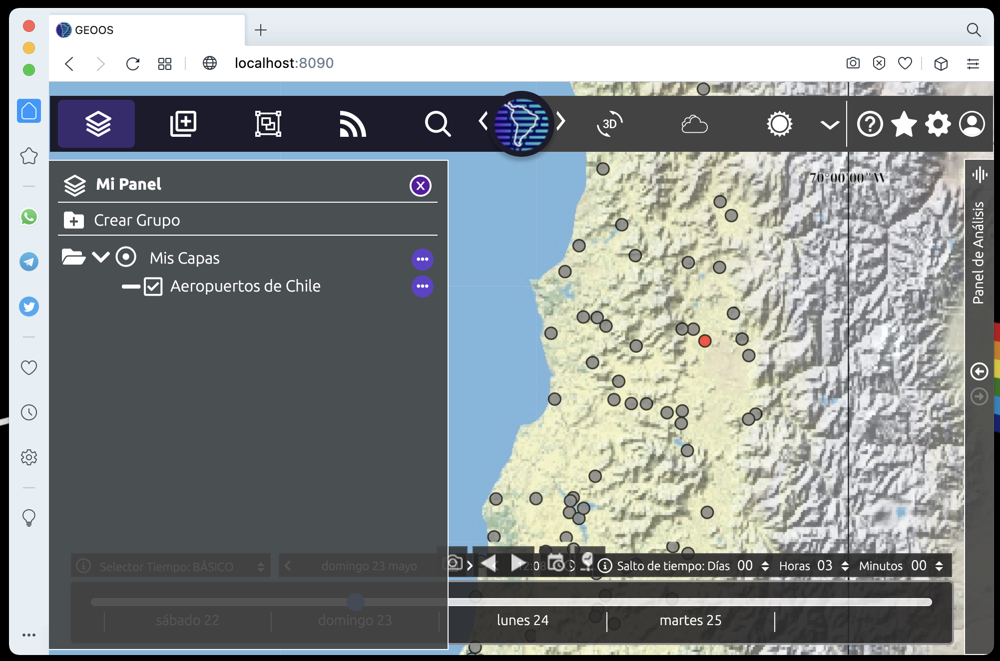 GEOOS
localhost:8090
3D
70°00'00"W
Mi Panel
Crear Grupo
Mis Capas
Aeropuertos de Chile
Panel de Análisis
Selector Tiempo: BÁSICO
domingo 23 mayo
12:08
Salto de tiempo: Días 00 Horas 03 Minutos 00
sábado 22 domingo 23 lunes 24 martes 25